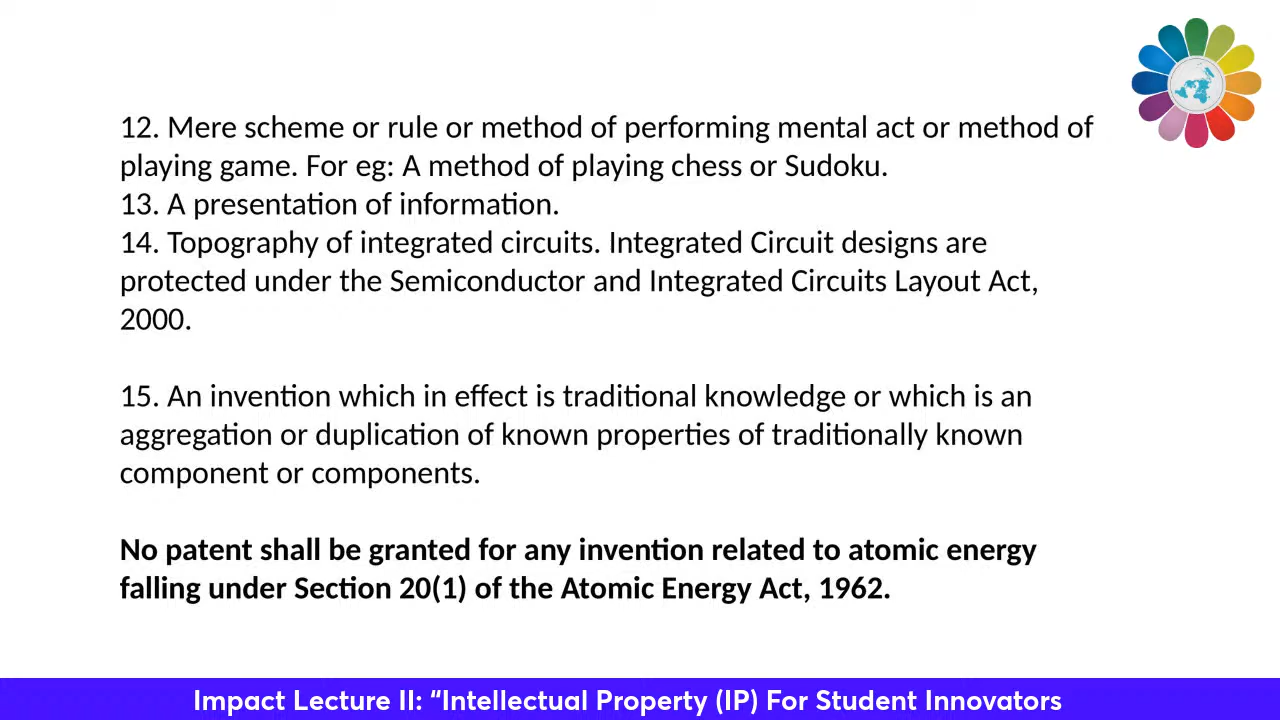 12. Mere scheme or rule or method of performing mental act or method of
playing game. For eg: A method of playing chess or Sudoku.
13. A presentation of information.
14. Topography of integrated circuits. Integrated Circuit designs are
protected under the Semiconductor and Integrated Circuits Layout Act,
2000.
15. An invention which in effect is traditional knowledge or which is an
aggregation or duplication of known properties of traditionally known
component or components.
No patent shall be granted for any invention related to atomic energy
falling under Section 20(1) of the Atomic Energy Act, 1962.
Impact Lecture II: “Intellectual Property (IP) For Student Innovators